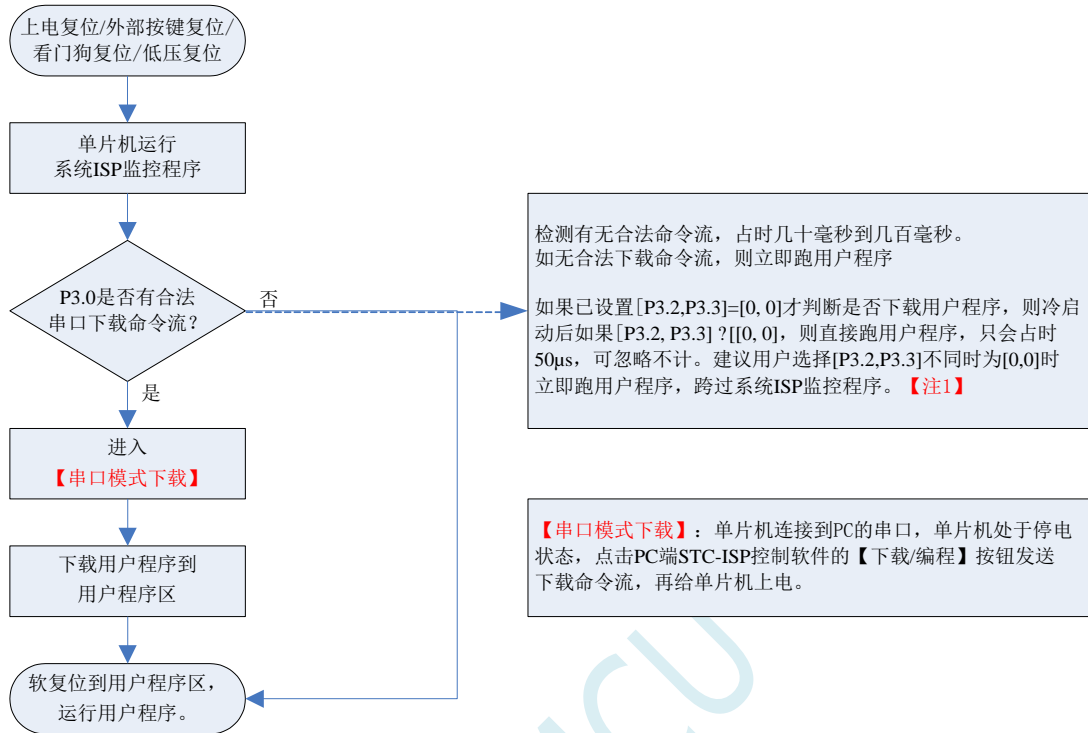 上电复位/外部按键复位/
看门狗复位/低压复位
单片机运行
系统ISP监控程序
P3.0是否有合法
串口下载命令流？
否
是
进入
【串口模式下载】
下载用户程序到
用户程序区
软复位到用户程序区，
运行用户程序。
检测有无合法命令流，占时几十毫秒到几百毫秒。
如无合法下载命令流，则立即跑用户程序
如果已设置[P3.2,P3.3]=[0, 0]才判断是否下载用户程序，则冷启
动后如果[P3.2, P3.3] ?[[0, 0]，则直接跑用户程序，只会占时
50μs，可忽略不计。建议用户选择[P3.2,P3.3]不同时为[0,0]时
立即跑用户程序，跨过系统ISP监控程序。【注1】
【串口模式下载】：单片机连接到PC的串口，单片机处于停电
状态，点击PC端STC-ISP控制软件的【下载/编程】按钮发送
下载命令流，再给单片机上电。
MCU